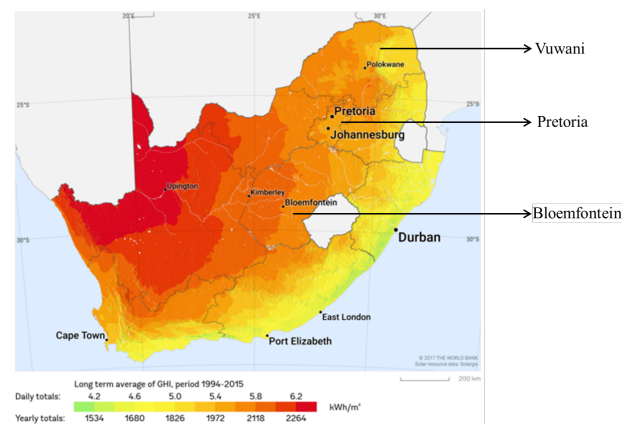 20°E
25°E
30°E
Vuwani
Polokwane
25°S
25°S
Pretoria
Pretoria
Johannesburg
Upington
Kimberley
Bloemfontein
Bloemfontein
Durban
30°S
30°S
East London
Cape Town
Port Elizabeth
© 2017 THE WORLD BANK
Solar resource data: Solargis
Long term average of GHI, period 1994-2015
200 km
Daily totals: 4.2 4.6 5.0 5.4 5.8 6.2
kWh/m²
Yearly totals: 1534 1680 1826 1972 2118 2264